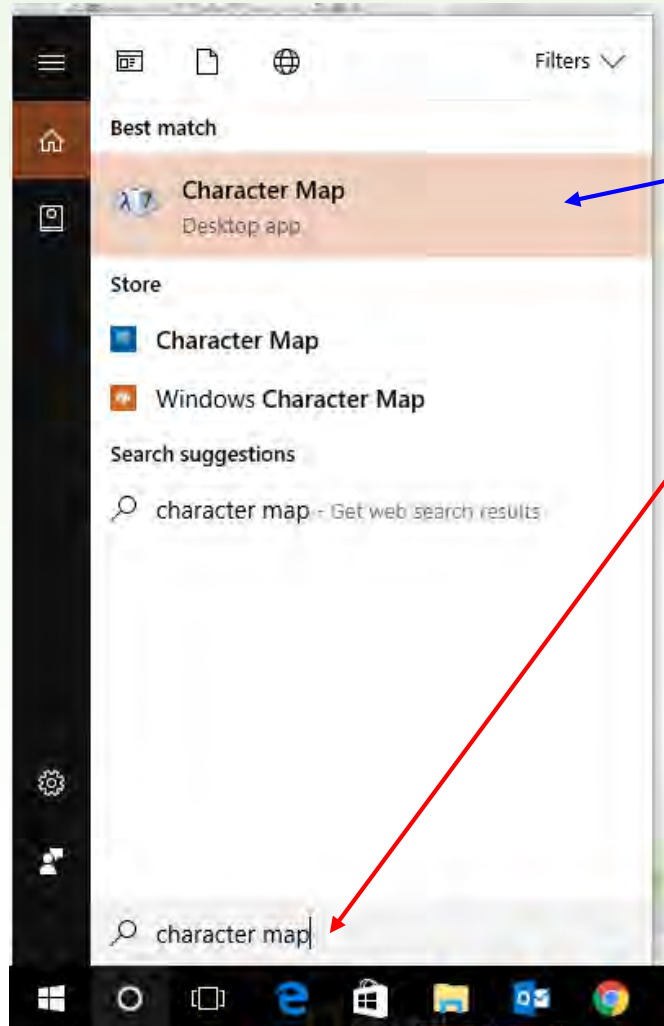 Filters
Best match
Character Map
Desktop app
Store
Character Map
Windows Character Map
Search suggestions
character map - Get web search results
character map